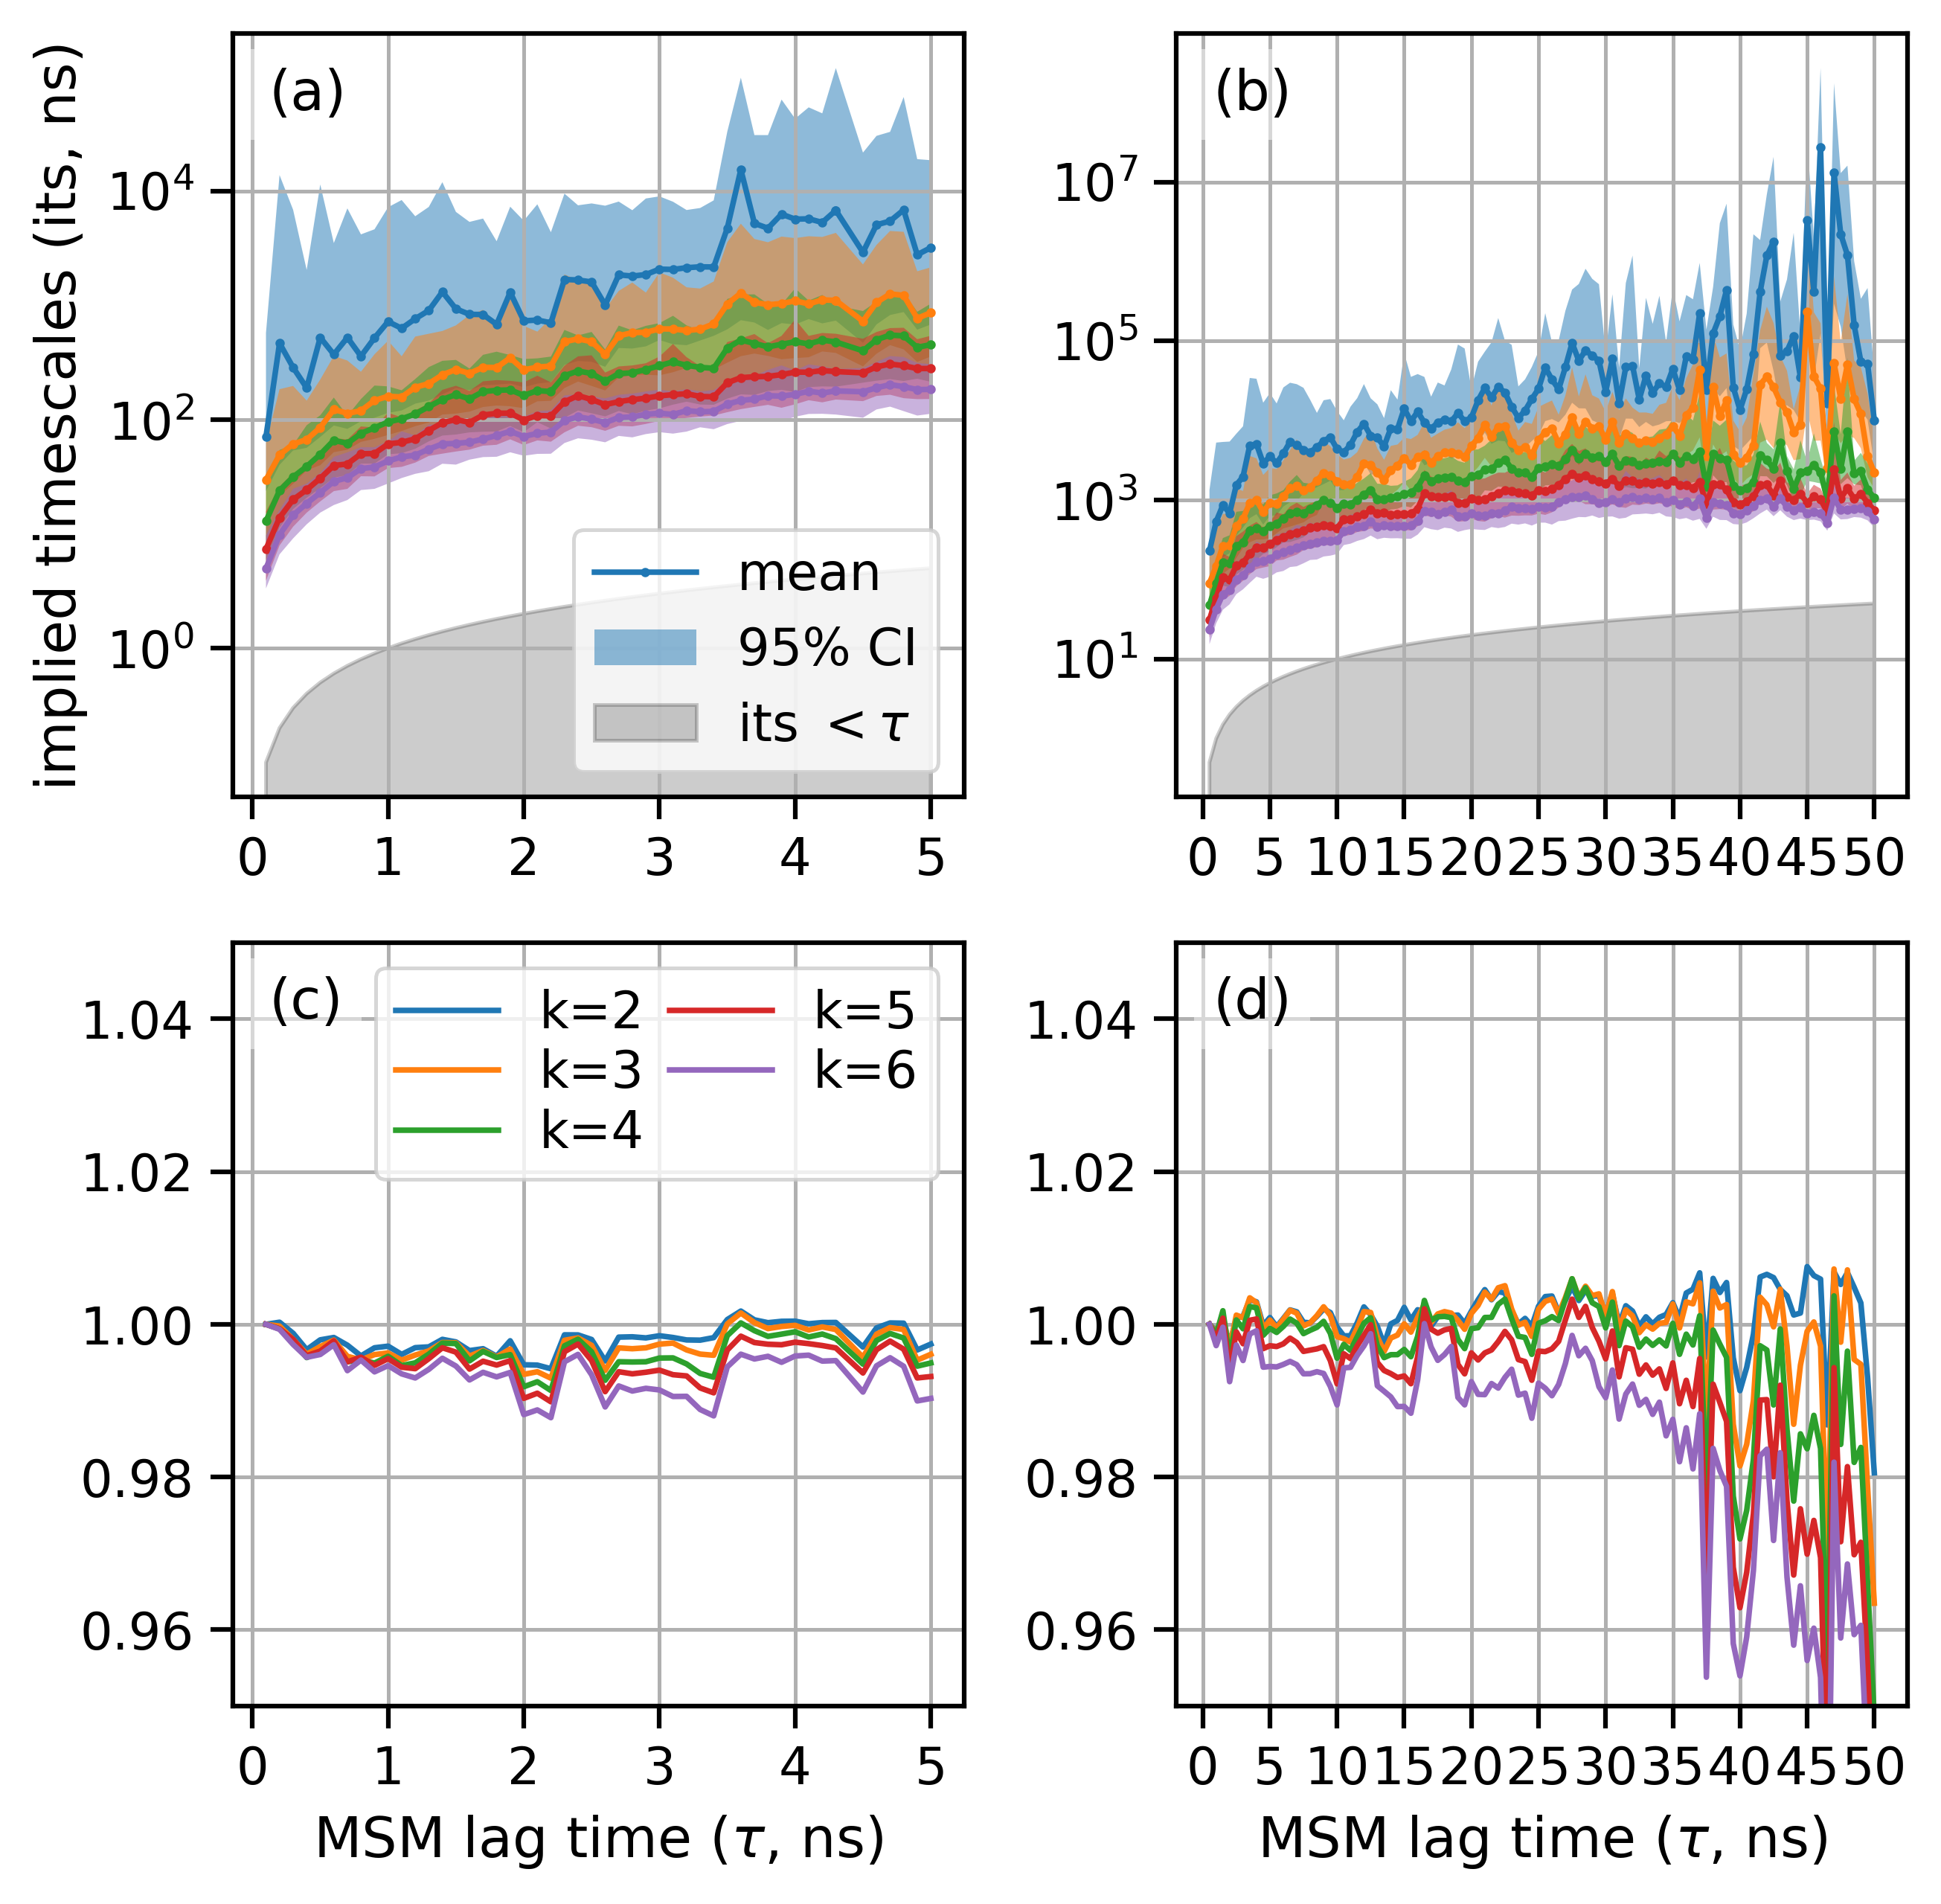 implied timescales (its, ns)
(a)
10^4
10^2
10^0
mean
95% CI
its < τ
0 1 2 3 4 5
(b)
10^7
10^5
10^3
10^1
0 5 10 15 20 25 30 35 40 45 50
(c)
k=2 k=5
k=3 k=6
k=4
1.04
1.02
1.00
0.98
0.96
0 1 2 3 4 5
MSM lag time (τ, ns)
(d)
1.04
1.02
1.00
0.98
0.96
0 5 10 15 20 25 30 35 40 45 50
MSM lag time (τ, ns)